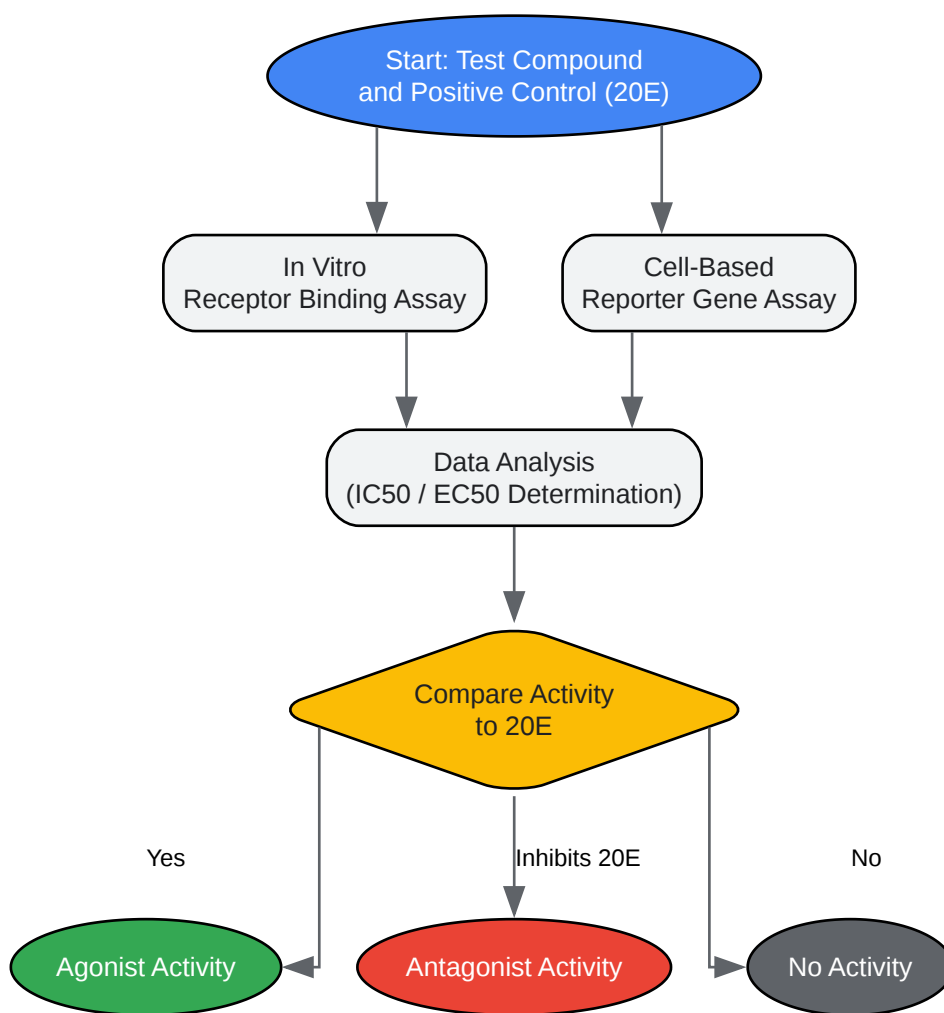 Start: Test Compound
and Positive Control (20E)
In Vitro
Receptor Binding Assay
Cell-Based
Reporter Gene Assay
Data Analysis
(IC50 / EC50 Determination)
Compare Activity
to 20E
Yes
Inhibits 20E
No
Agonist Activity
Antagonist Activity
No Activity